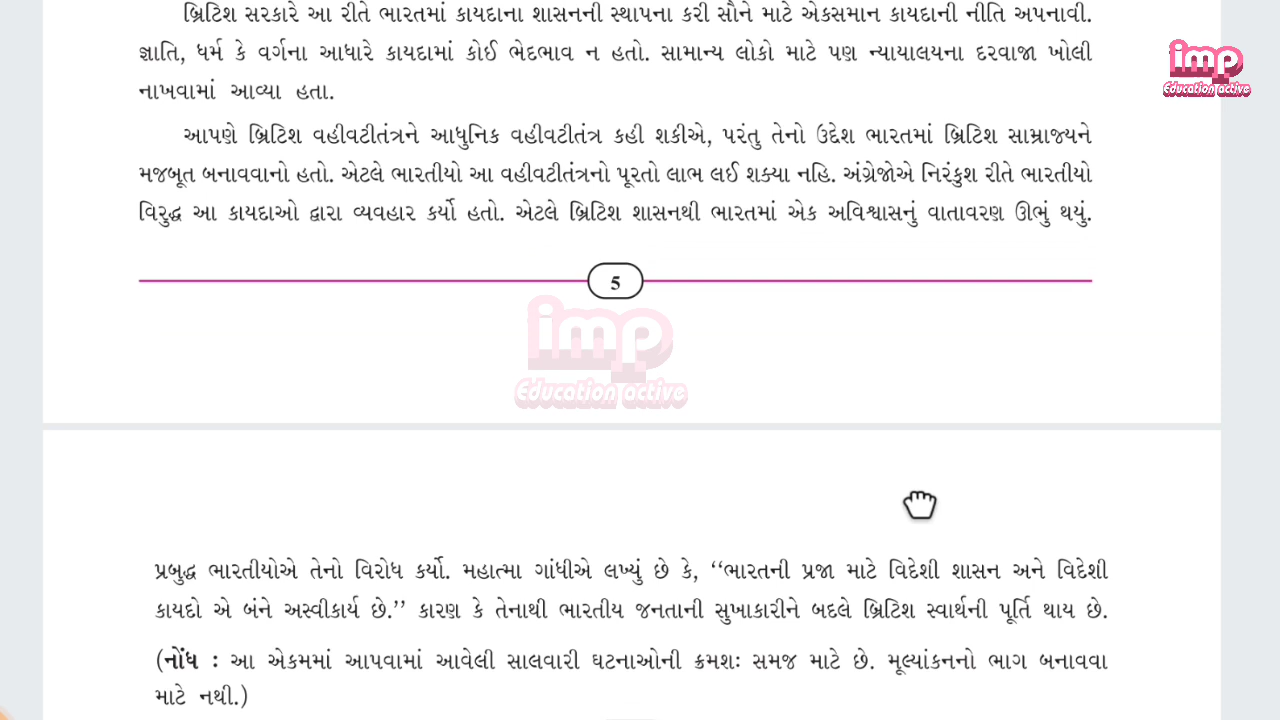 બ્રિટિશ સરકારે આ રીતે ભારતમાં કાયદાના શાસનની સ્થાપના કરી સૌને માટે એકસમાન કાયદાની નીતિ અપનાવી.
જ્ઞાતિ, ધર્મ કે વર્ગના આધારે કાયદામાં કોઈ ભેદભાવ ન હતો. સામાન્ય લોકો માટે પણ ન્યાયાલયના દરવાજા ખોલી
નાખવામાં આવ્યા હતા.
imp
Education active
આપણે બ્રિટિશ વહીવટીતંત્રને આધુનિક વહીવટીતંત્ર કહી શકીએ, પરંતુ તેનો ઉદ્દેશ ભારતમાં બ્રિટિશ સામ્રાજ્યને
મજબૂત બનાવવાનો હતો. એટલે ભારતીયો આ વહીવટીતંત્રનો પૂરતો લાભ લઈ શક્યા નહિ. અંગ્રેજોએ નિરંકુશ રીતે ભારતીયો
વિરુદ્ધ આ કાયદાઓ દ્વારા વ્યવહાર કર્યો હતો. એટલે બ્રિટિશ શાસનથી ભારતમાં એક અવિશ્વાસનું વાતાવરણ ઊભું થયું.
5
imp
Education active
પ્રબુદ્ધ ભારતીયોએ તેનો વિરોધ કર્યો. મહાત્મા ગાંધીએ લખ્યું છે કે, ‘‘ભારતની પ્રજા માટે વિદેશી શાસન અને વિદેશી
કાયદો એ બંને અસ્વીકાર્ય છે.’’ કારણ કે તેનાથી ભારતીય જનતાની સુખાકારીને બદલે બ્રિટિશ સ્વાર્થની પૂર્તિ થાય છે.
(નોંધ : આ એકમમાં આપવામાં આવેલી સાલવારી ઘટનાઓની ક્રમશઃ સમજ માટે છે. મૂલ્યાંકનનો ભાગ બનાવવા
માટે નથી.)